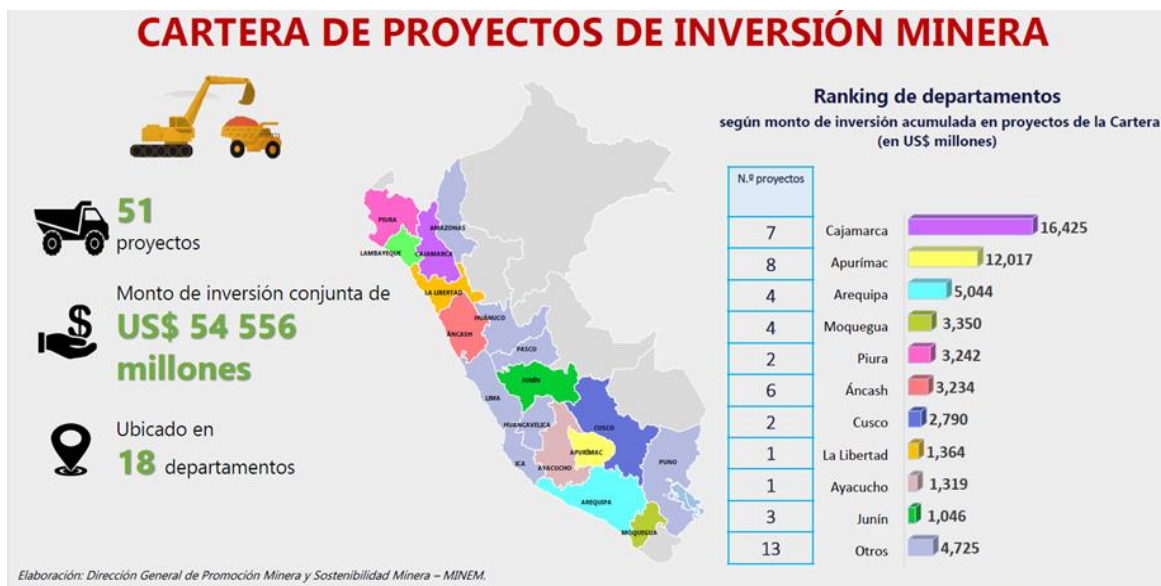 CARTERA DE PROYECTOS DE INVERSIÓN MINERA
51
proyectos
Monto de inversión conjunta de
US$ 54 556
millones
Ubicado en
18 departamentos
PIURA
AMAZONAS
LAMBAYEQUE
CAJAMARCA
LA LIBERTAD
HUÁNUCO
ÁNCASH
PASCO
JUNÍN
LIMA
HUANCAVELICA
CUSCO
APURÍMAC
ICA
AYACUCHO
PUNO
AREQUIPA
MOQUEGUA
Ranking de departamentos
según monto de inversión acumulada en proyectos de la Cartera
(en US$ millones)
N.º proyectos
7 Cajamarca 16,425
8 Apurímac 12,017
4 Arequipa 5,044
4 Moquegua 3,350
2 Piura 3,242
6 Áncash 3,234
2 Cusco 2,790
1 La Libertad 1,364
1 Ayacucho 1,319
3 Junín 1,046
13 Otros 4,725
Elaboración: Dirección General de Promoción Minera y Sostenibilidad Minera – MINEM.